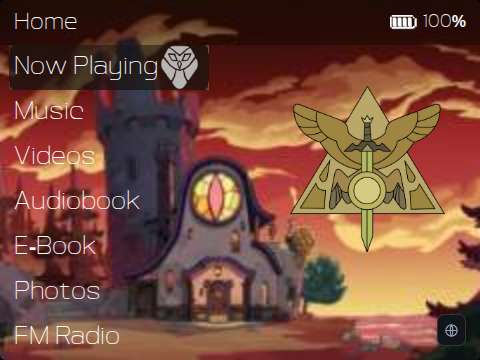 Home
100%
Now Playing
Music
Videos
Audiobook
E-Book
Photos
FM Radio